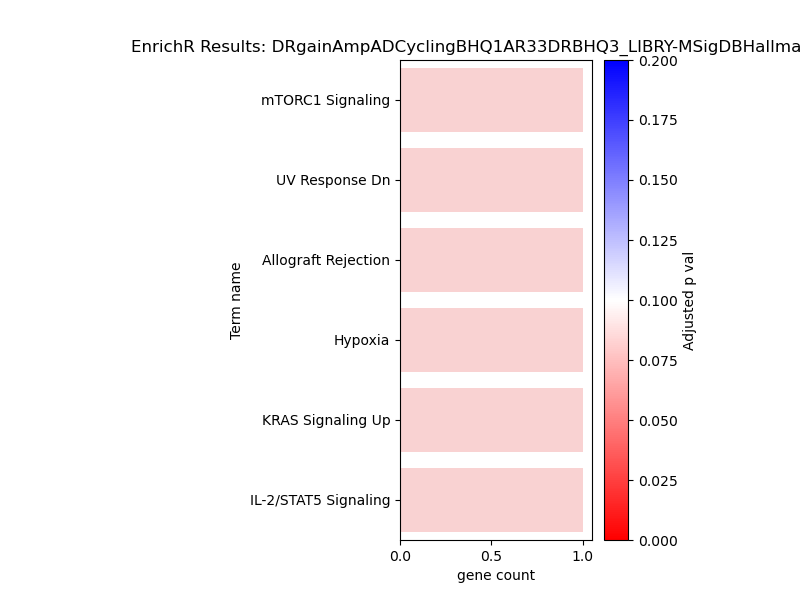 EnrichR Results: DRgainAmpADCyclingBHQ1AR33DRBHQ3_LIBRY-MSigDBHallma
mTORC1 Signaling
UV Response Dn
Allograft Rejection
Hypoxia
KRAS Signaling Up
IL-2/STAT5 Signaling
Term name
0.0
0.5
1.0
gene count
0.200
0.175
0.150
0.125
0.100
0.075
0.050
0.025
0.000
Adjusted p val